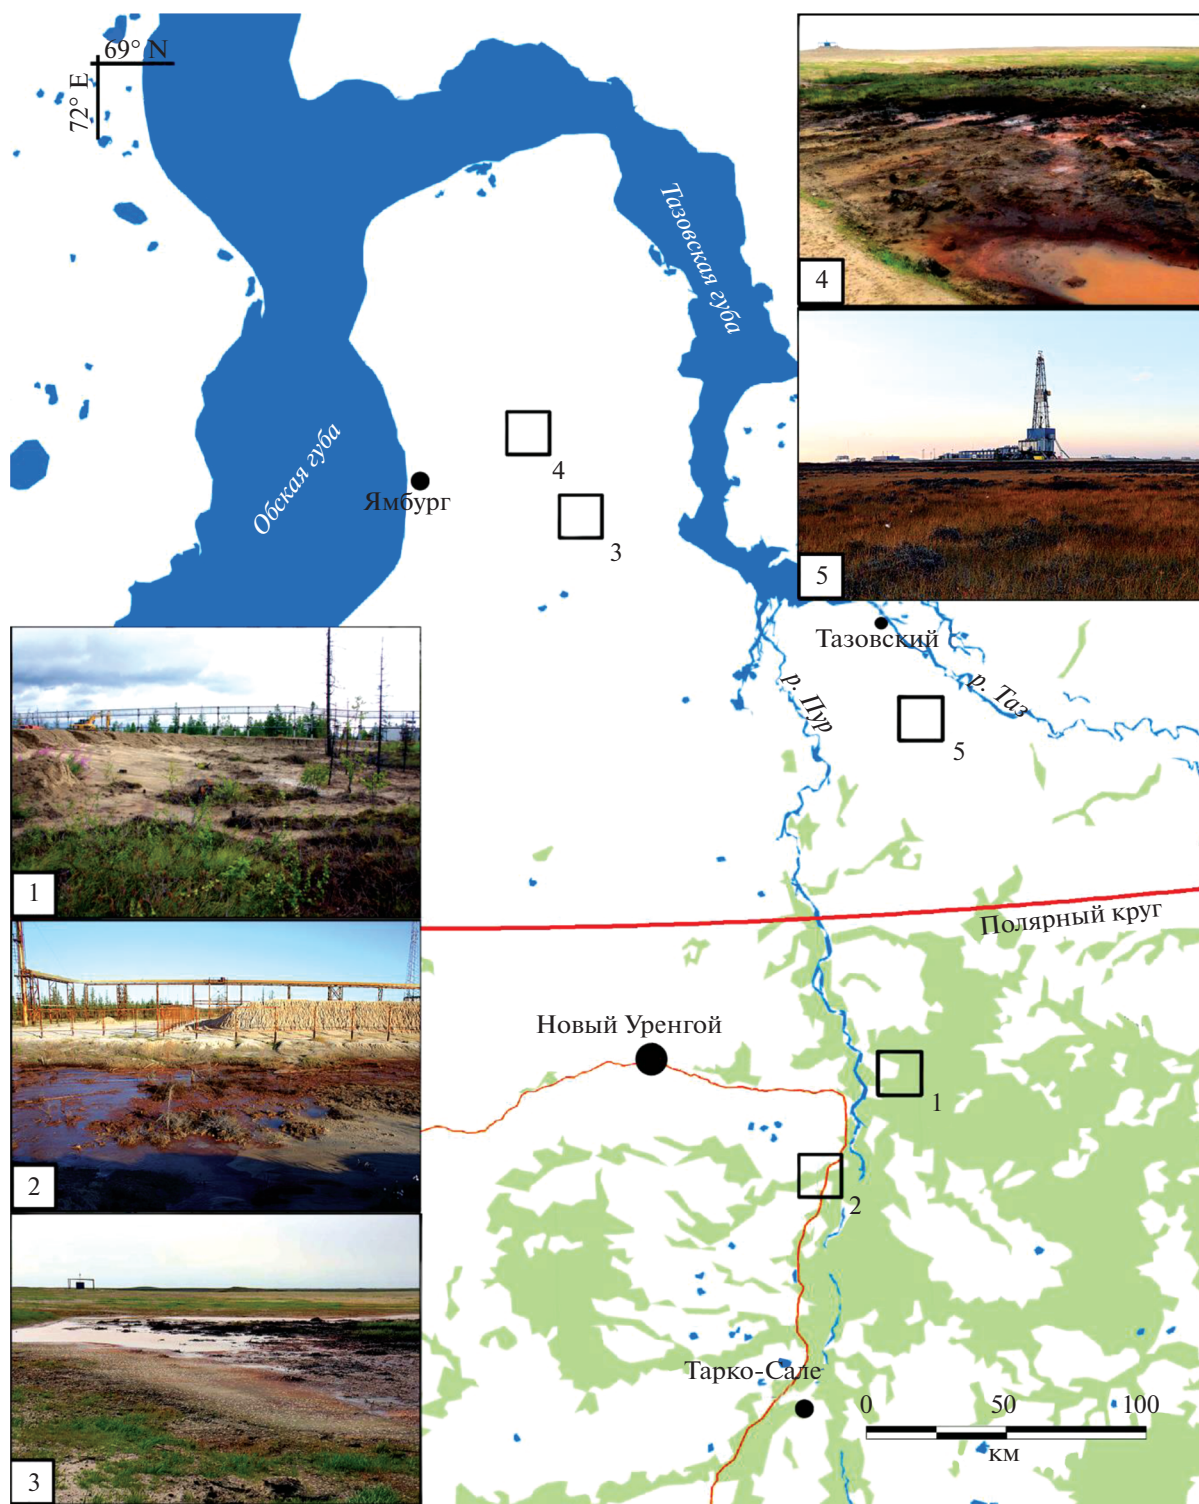 69° N
72° E
Тазовская губа
4
Обская губа
4
Ямбург
3
5
Тазовский
р. Пур
р. Таз
5
1
Полярный круг
Новый Уренгой
1
2
2
Тарко-Сале
0 50 100
км
3